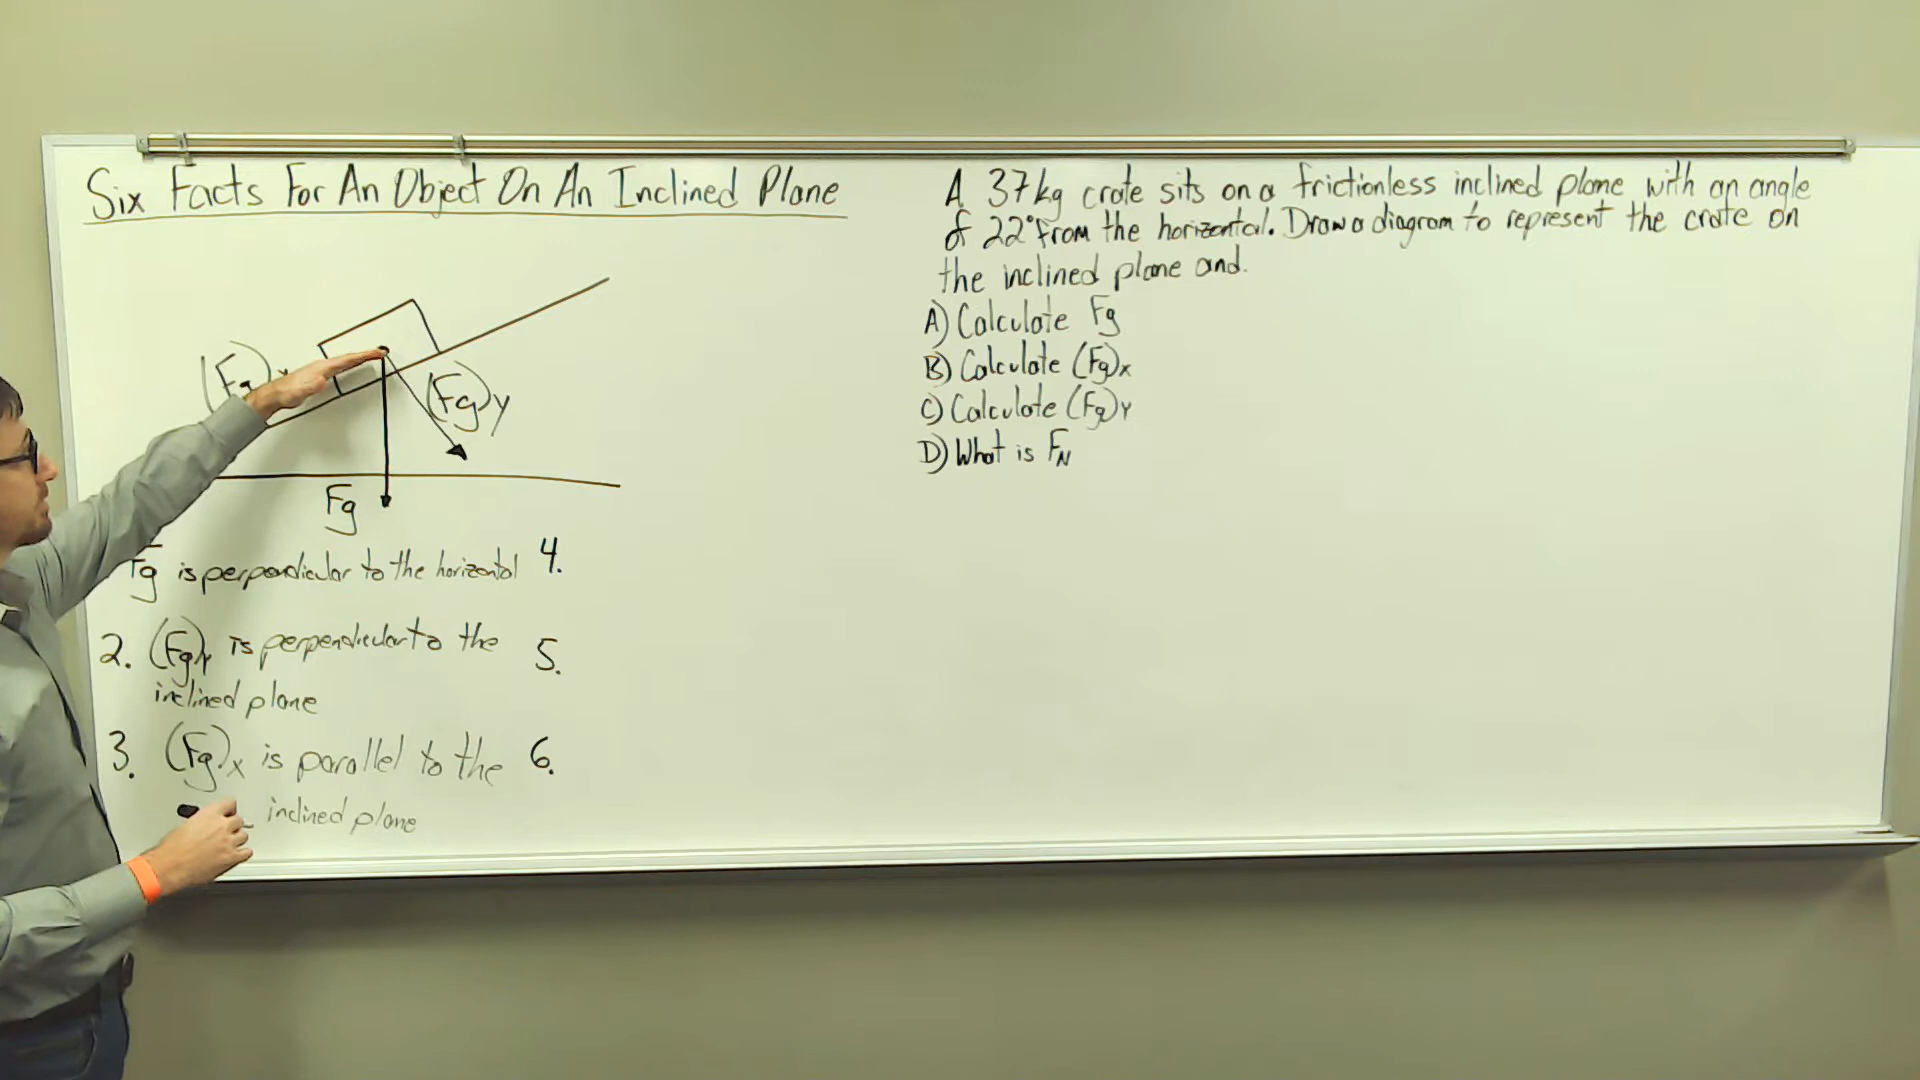 Six Facts For An Object On An Inclined Plane
(Fg)x
(Fg)y
Fg
Fg is perpendicular to the horizontal
2. (Fg)y is perpendicular to the
inclined plane
3. (Fg)x is parallel to the
inclined plane
4.
5.
6.
A 37kg crate sits on a frictionless inclined plane with an angle
of 22° from the horizontal. Draw a diagram to represent the crate on
the inclined plane and.
A) Calculate Fg
B) Calculate (Fg)x
C) Calculate (Fg)y
D) What is FN